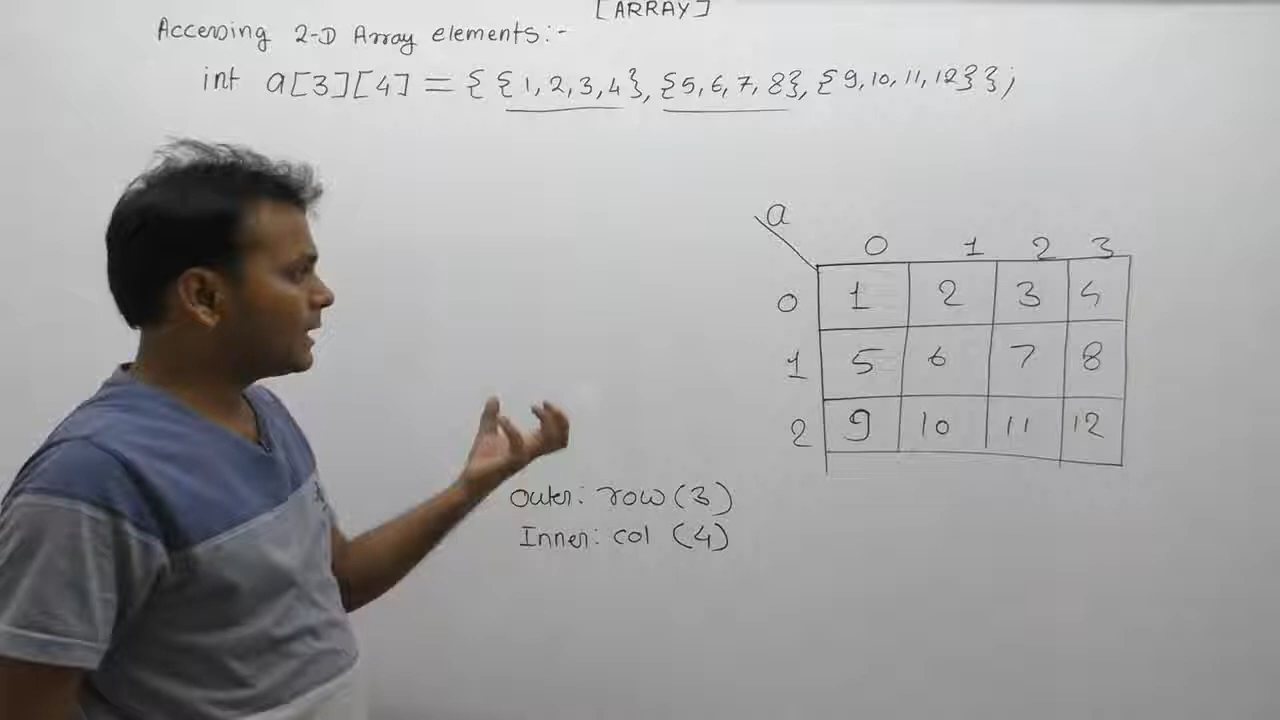 [ARRAY]
Accessing 2-D Array elements:-
int a[3][4] = {{1,2,3,4}, {5,6,7,8}, {9,10,11,12}};
a
0 1 2 3
0 1 2 3 4
1 5 6 7 8
2 9 10 11 12
Outer: row (3)
Inner: col (4)